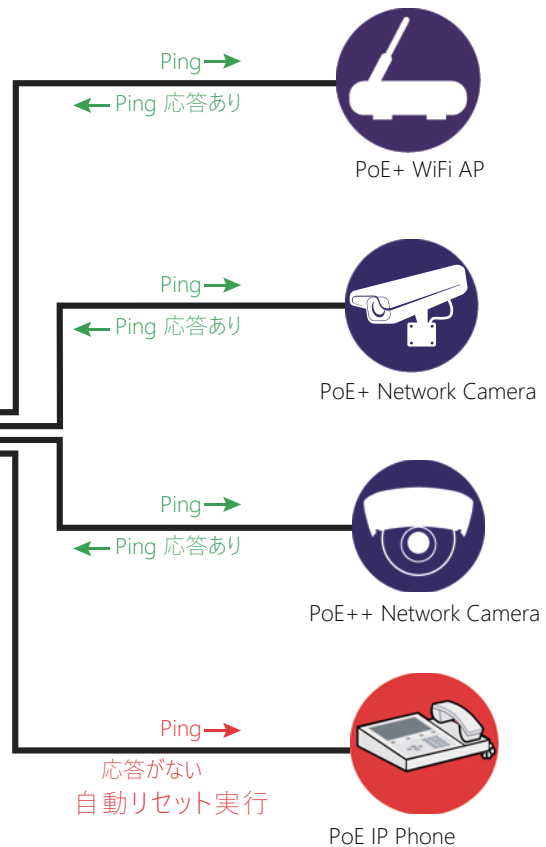 Ping
Ping 応答あり
PoE+ WiFi AP
Ping
Ping 応答あり
PoE+ Network Camera
Ping
Ping 応答あり
PoE++ Network Camera
Ping
応答がない
自動リセット実行
PoE IP Phone